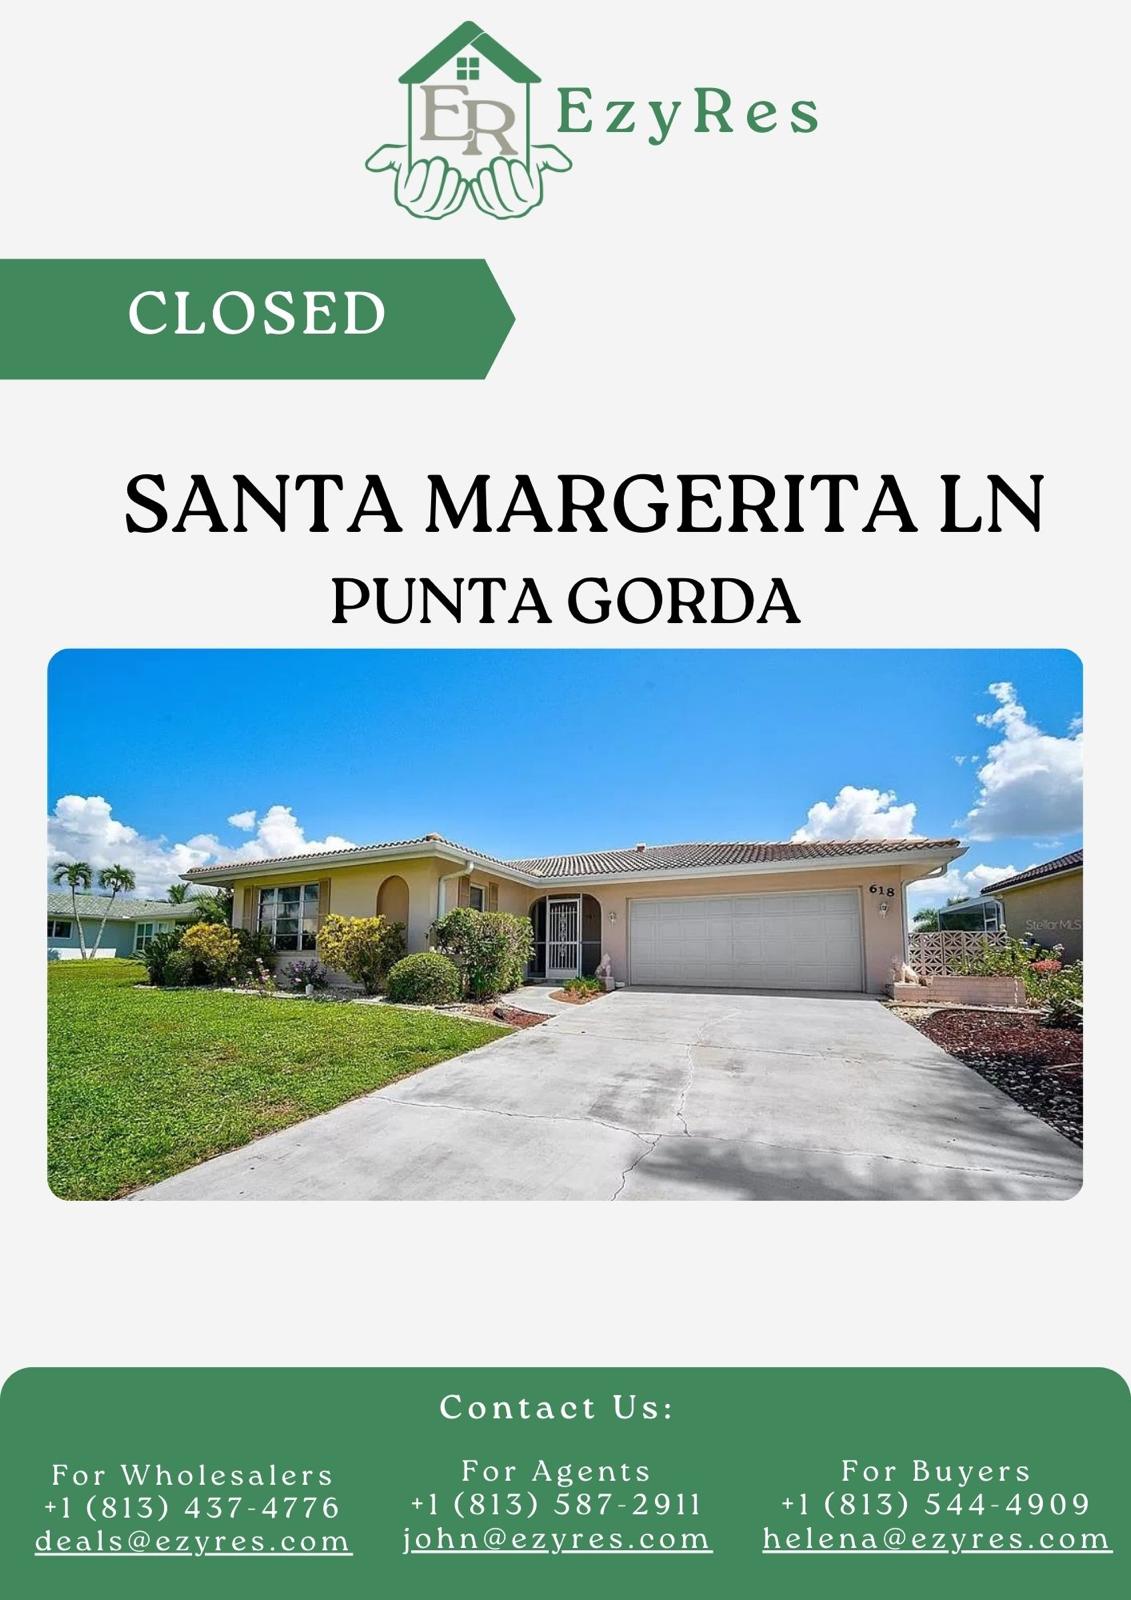 ER
EzyRes
CLOSED
SANTA MARGERITA LN
PUNTA GORDA
618
Stellar MLS
Contact Us:
For Wholesalers
+1 (813) 437-4776
deals@ezyres.com
For Agents
+1 (813) 587-2911
john@ezyres.com
For Buyers
+1 (813) 544-4909
helena@ezyres.com